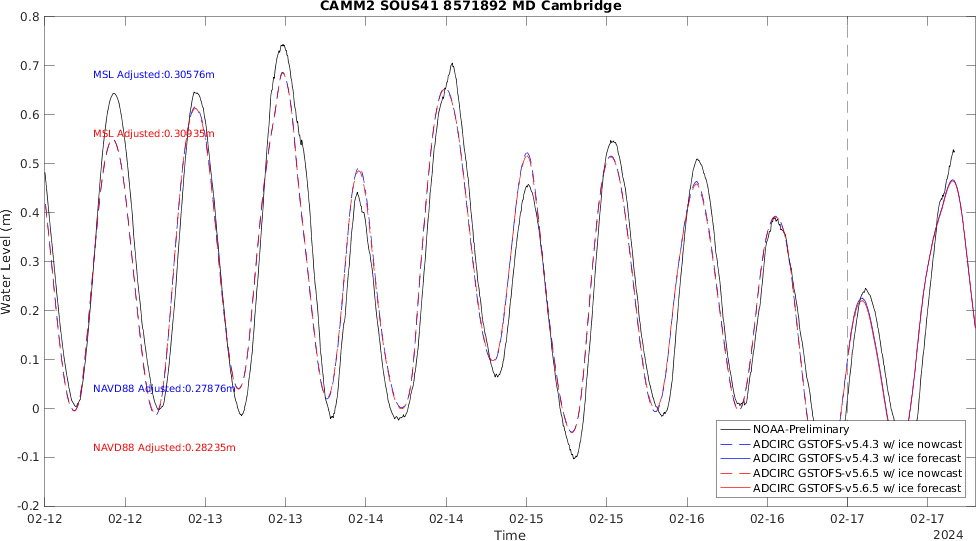 CAMM2 SOUS41 8571892 MD Cambridge
0.8
0.7
0.6
0.5
0.4
0.3
0.2
0.1
0
-0.1
-0.2
Water Level (m)
MSL Adjusted:0.30576m
MSL Adjusted:0.30935m
NAVD88 Adjusted:0.27876m
NAVD88 Adjusted:0.28235m
NOAA-Preliminary
ADCIRC GSTOFS-v5.4.3 w/ ice nowcast
ADCIRC GSTOFS-v5.4.3 w/ ice forecast
ADCIRC GSTOFS-v5.6.5 w/ ice nowcast
ADCIRC GSTOFS-v5.6.5 w/ ice forecast
02-12 02-12 02-13 02-13 02-14 02-14 02-15 02-15 02-16 02-16 02-17 02-17
Time
2024